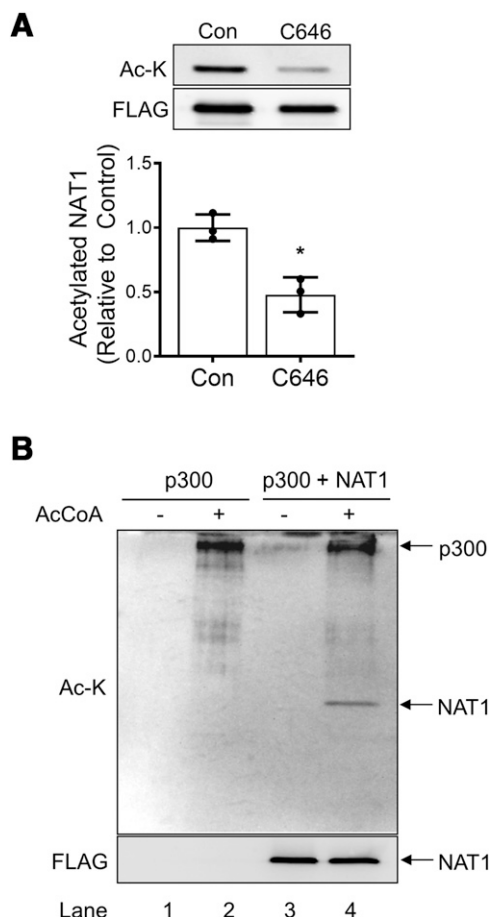 A
Con C646
Ac-K
FLAG
Acetylated NAT1
(Relative to Control)
1.5
1.0
0.5
0.0
*
Con C646
B
p300 p300 + NAT1
AcCoA - + - +
p300
Ac-K
NAT1
FLAG NAT1
Lane 1 2 3 4